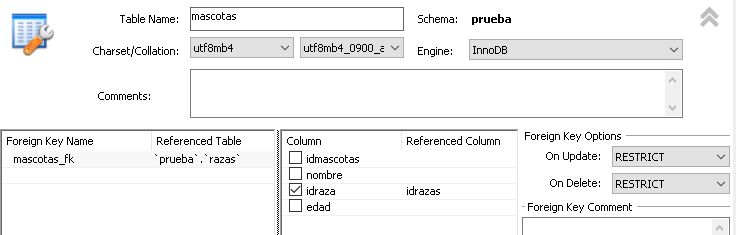 Table Name: mascotas Schema: prueba
Charset/Collation: utf8mb4 utf8mb4_0900_a Engine: InnoDB
Comments:
Foreign Key Name Referenced Table
mascotas_fk `prueba`.`razas`
Column Referenced Column
idmascotas
nombre
idraza idrazas
edad
Foreign Key Options
On Update: RESTRICT
On Delete: RESTRICT
Foreign Key Comment